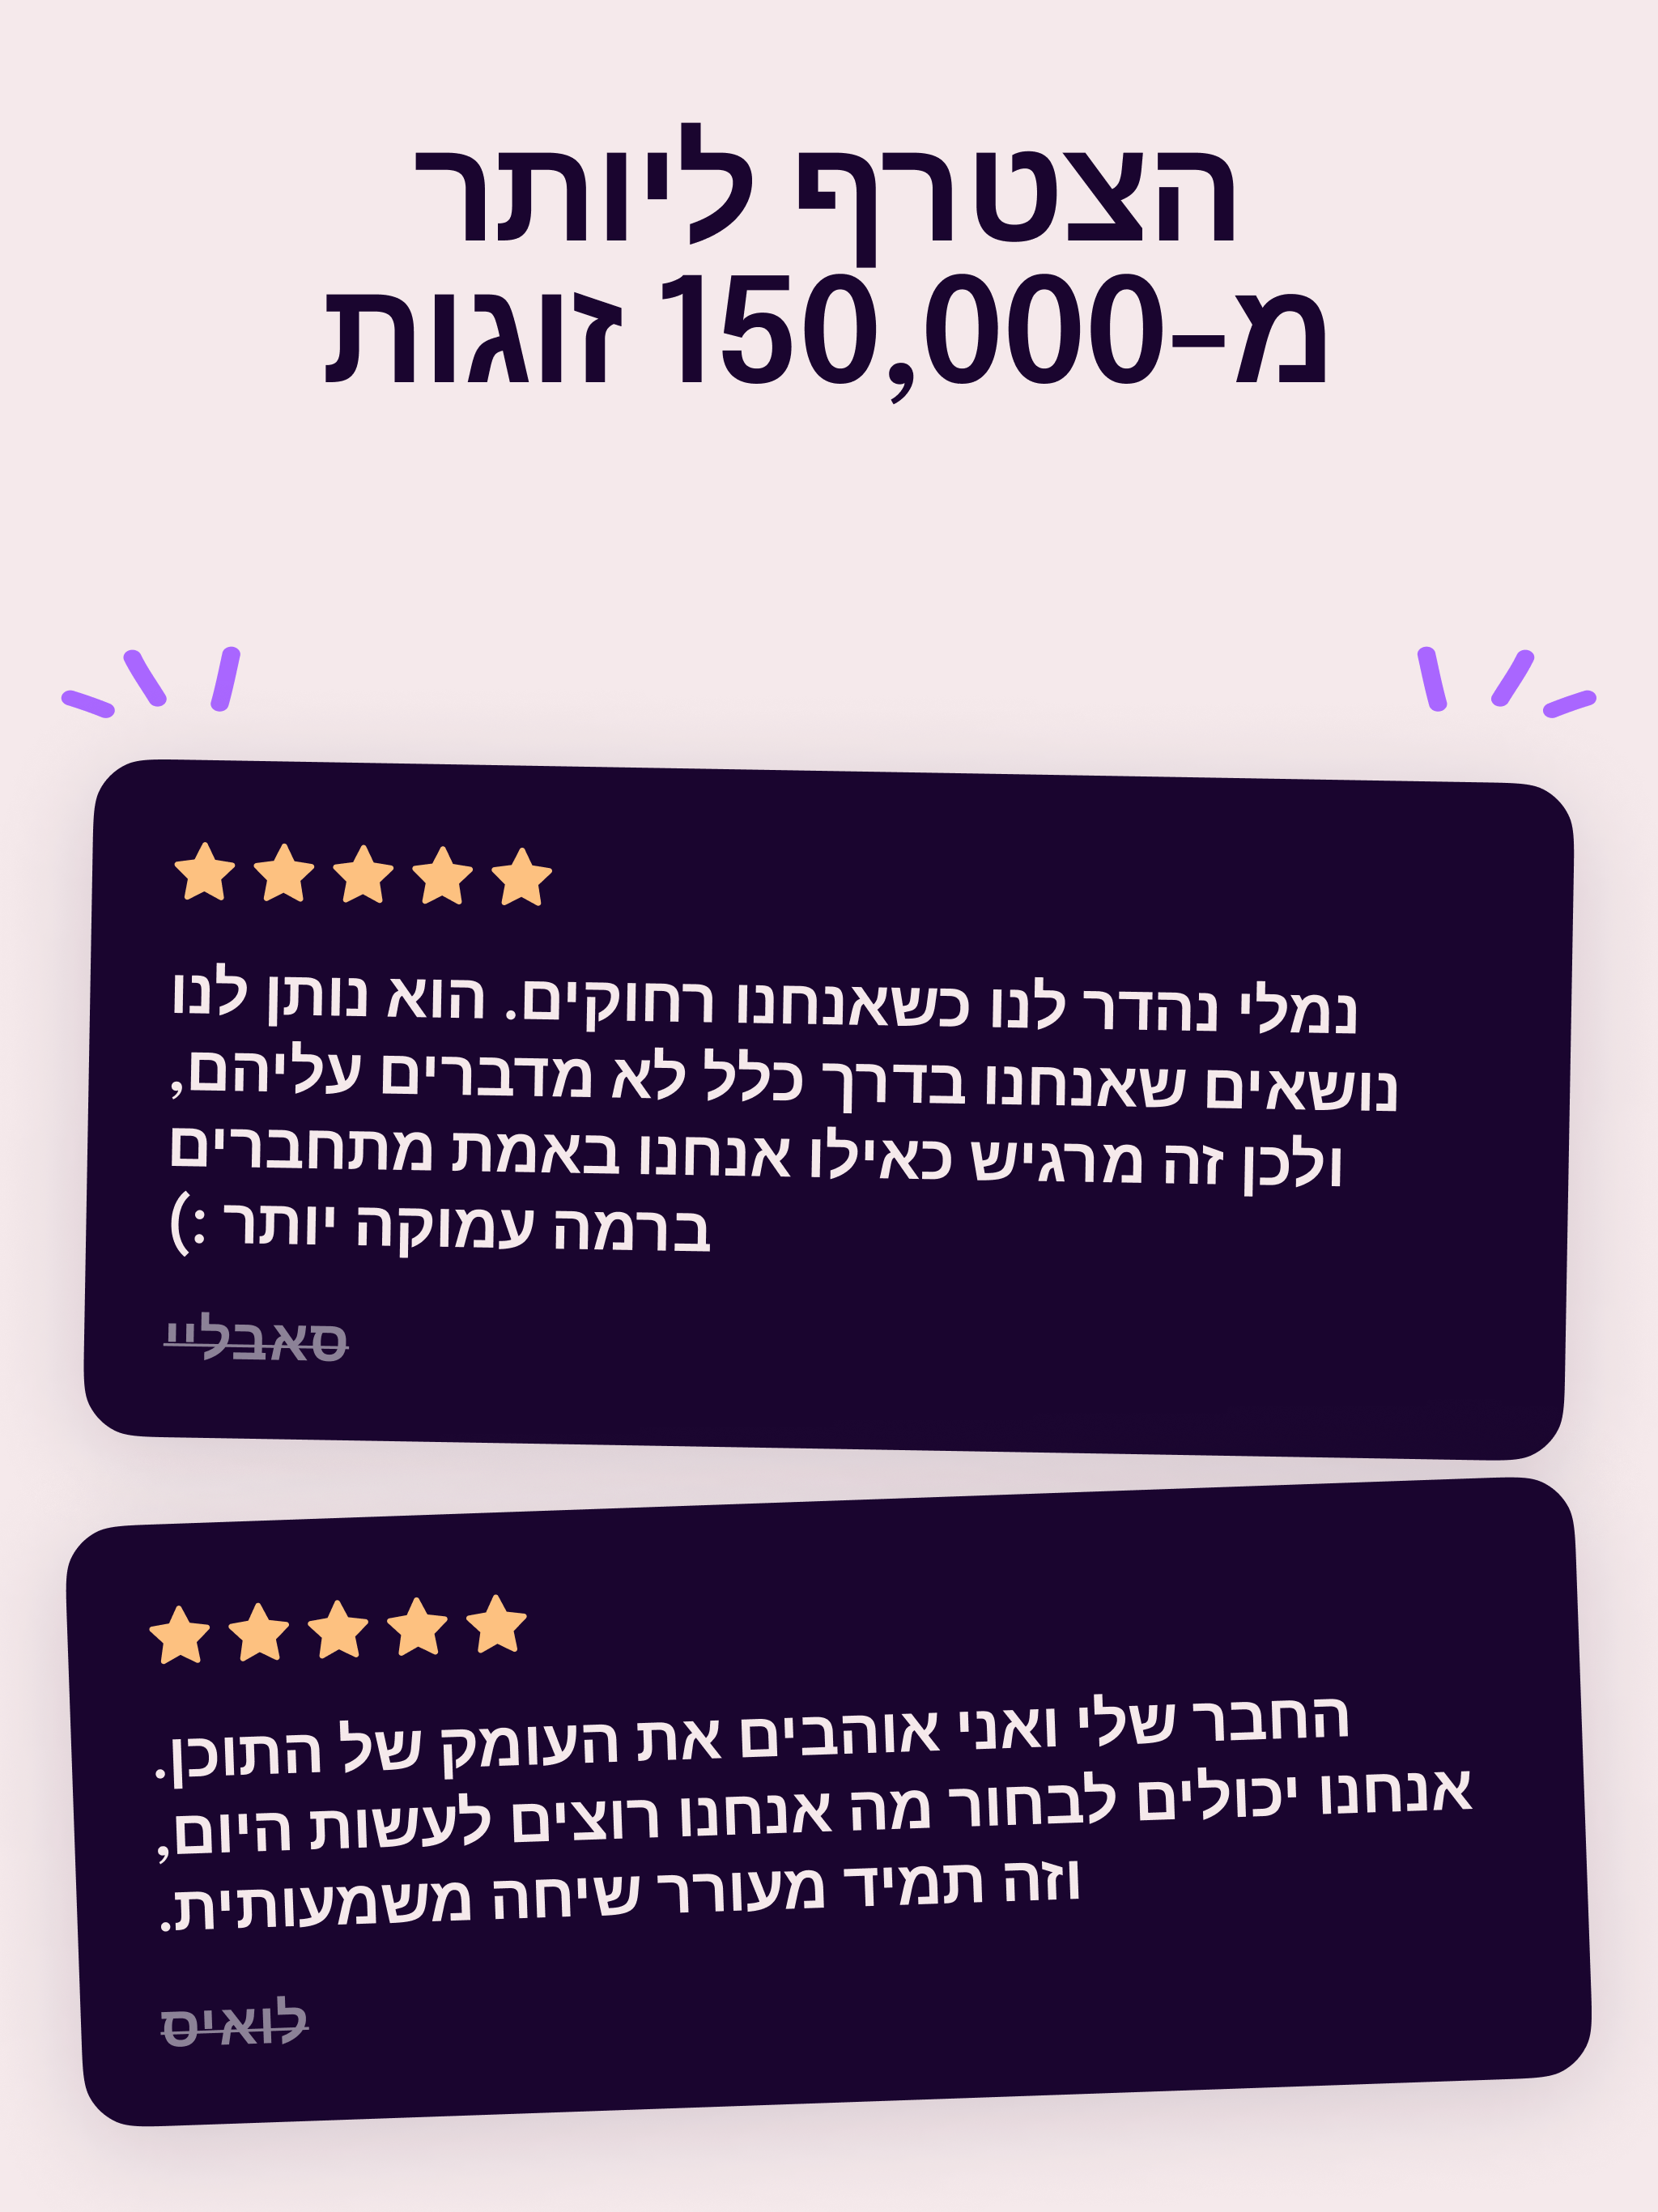 הצטרף ליותר
מ-150,000 זוגות
נמלי נהדר לנו כשאנחנו רחוקים. הוא נותן לנו
נושאים שאנחנו בדרך כלל לא מדברים עליהם,
ולכן זה מרגיש כאילו אנחנו באמת מתחברים
ברמה עמוקה יותר :)
סאבליי
החבר שלי ואני אוהבים את העומק של התוכן.
אנחנו יכולים לבחור מה אנחנו רוצים לעשות היום,
וזה תמיד מעורר שיחה משמעותית.
לואיס